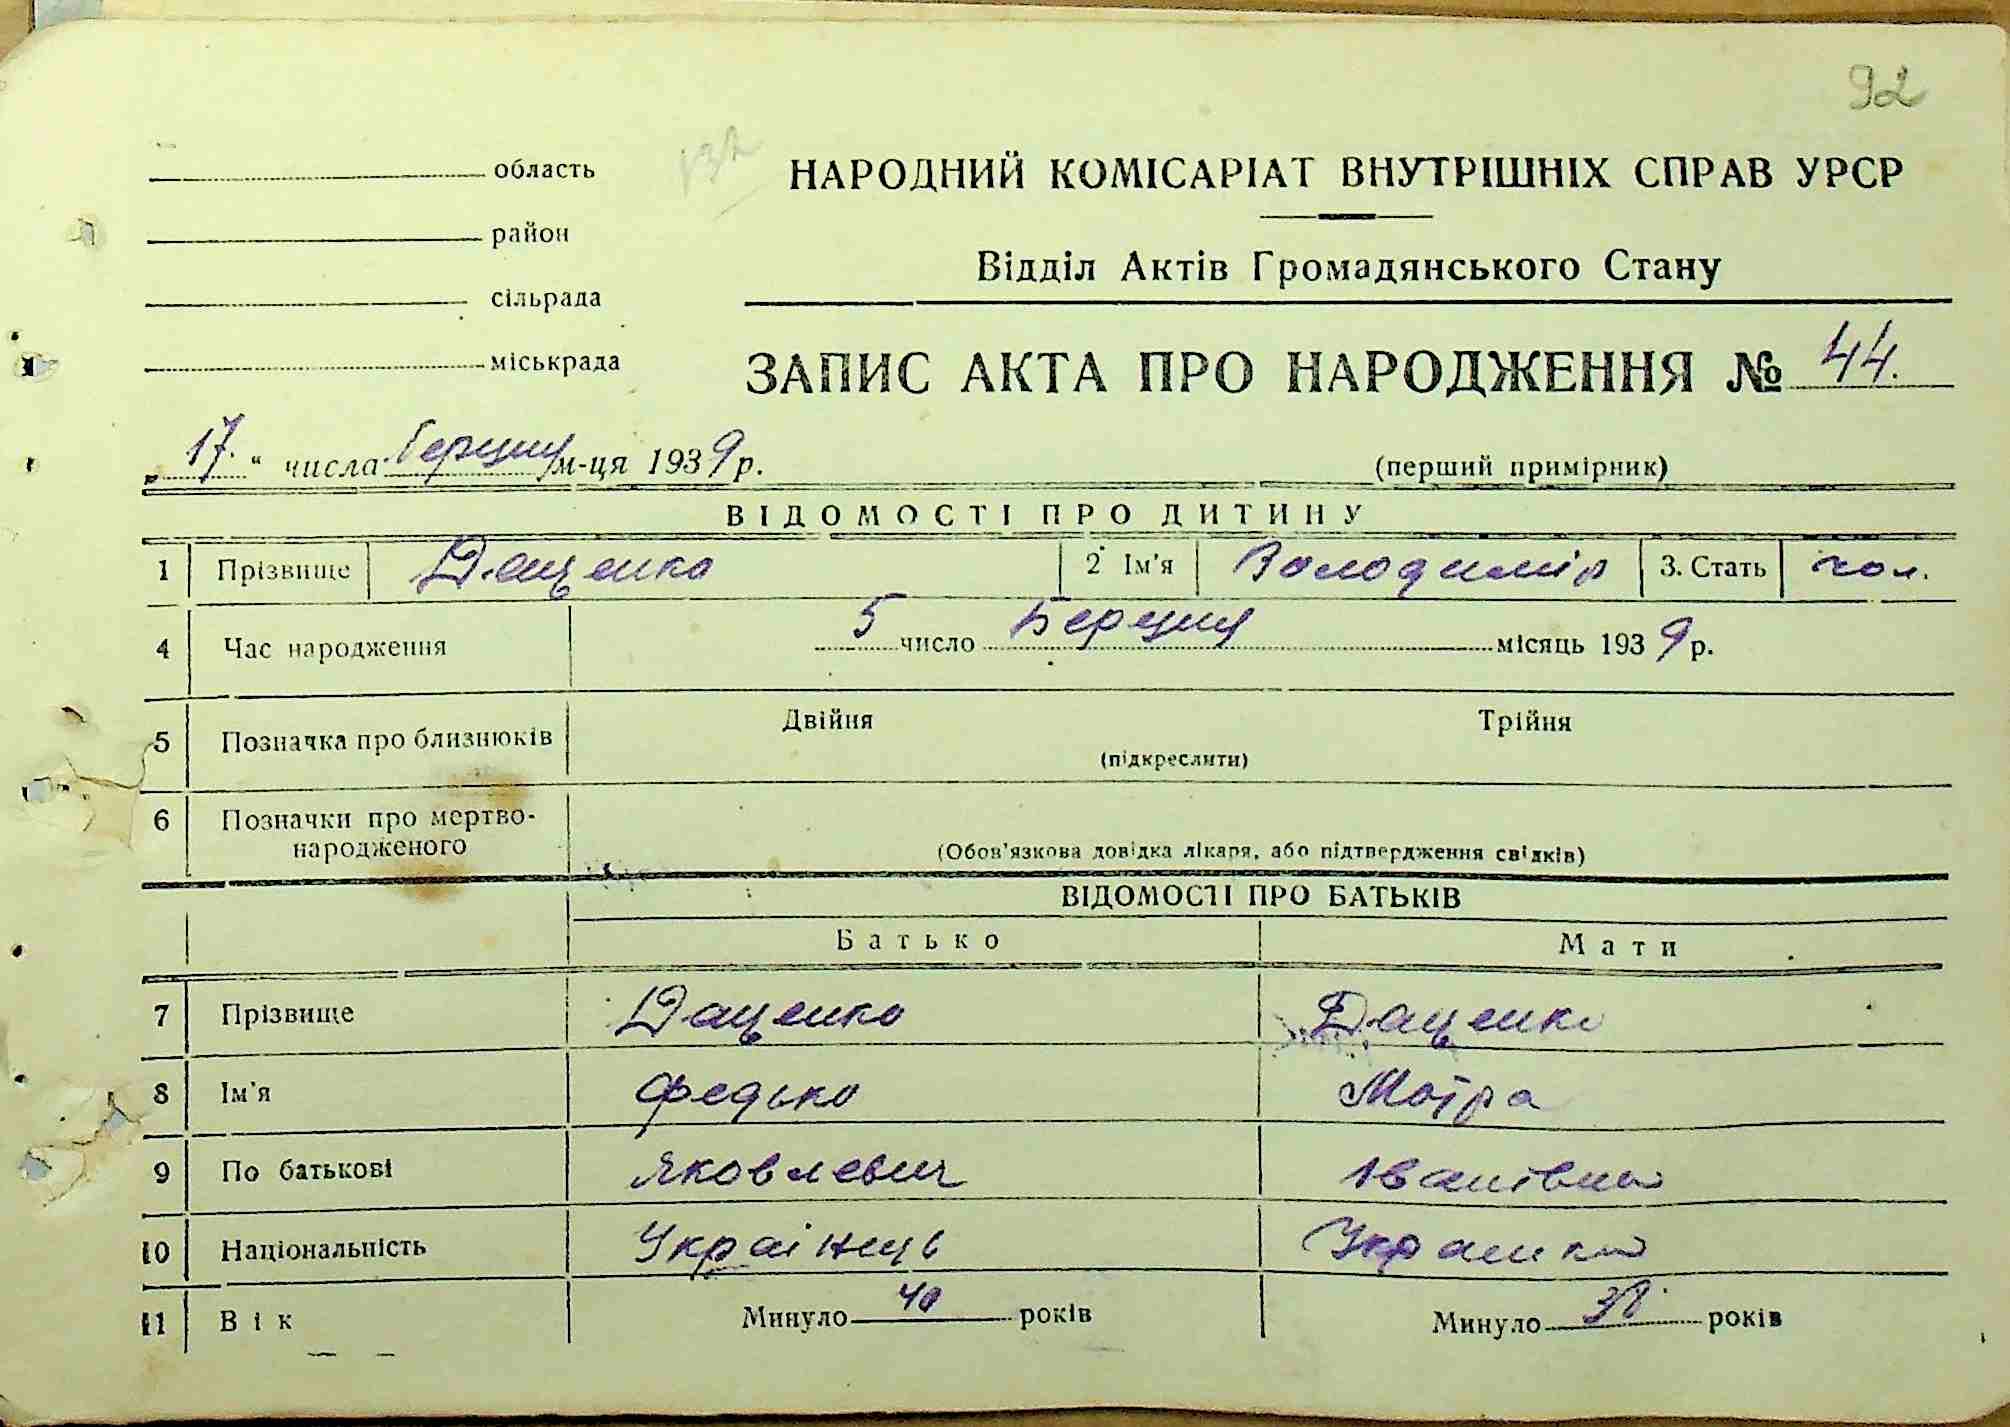 92
область
НАРОДНИЙ КОМІСАРІАТ ВНУТРІШНІХ СПРАВ УРСР
район
Відділ Актів Громадянського Стану
сільрада
міськрада
ЗАПИС АКТА ПРО НАРОДЖЕННЯ № 44.
„17." числа березня м-ця 1939 р.
(перший примірник)
ВІДОМОСТІ ПРО ДИТИНУ
1 Прізвище Даценко 2 Ім'я Володимір 3. Стать чол.
4 Час народження 5 число березня місяць 1939 р.
5 Позначка про близнюків Двійня Трійня
(підкреслити)
6 Позначки про мертво-
народженого
(Обов'язкова довідка лікаря, або підтвердження свідків)
ВІДОМОСТІ ПРО БАТЬКІВ
Батько Мати
7 Прізвище Даценко Даценко
8 Ім'я Федько Мотра
9 По батькові Яковлевич Іванівна
10 Національність Українець Украинка
11 Вік Минуло 40 років Минуло років